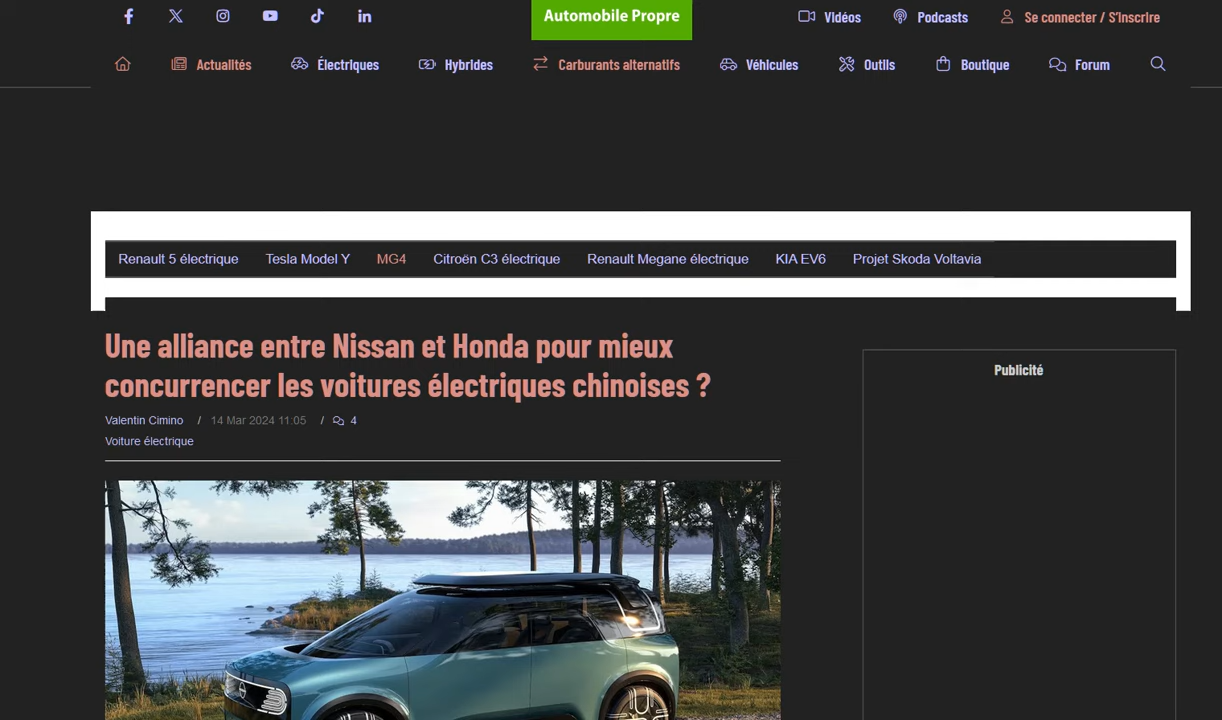 Automobile Propre
Vidéos
Podcasts
Se connecter / S'inscrire
Actualités
Électriques
Hybrides
Carburants alternatifs
Véhicules
Outils
Boutique
Forum
Renault 5 électrique
Tesla Model Y
MG4
Citroën C3 électrique
Renault Megane électrique
KIA EV6
Projet Skoda Voltavia
Une alliance entre Nissan et Honda pour mieux
concurrencer les voitures électriques chinoises ?
Valentin Cimino / 14 Mar 2024 11:05 / 4
Voiture électrique
Publicité